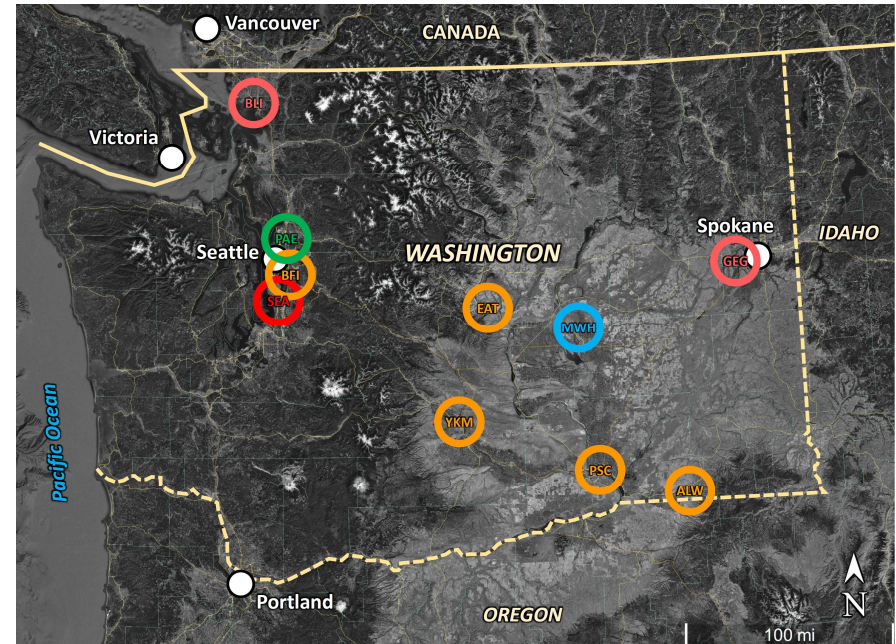 Vancouver
CANADA
BLI
Victoria
PAE
Seattle
BFI
SEA
WASHINGTON
Spokane
IDAHO
GEG
EAT
MWH
Pacific Ocean
YKM
PSC
ALW
Portland
OREGON
N
100 mi